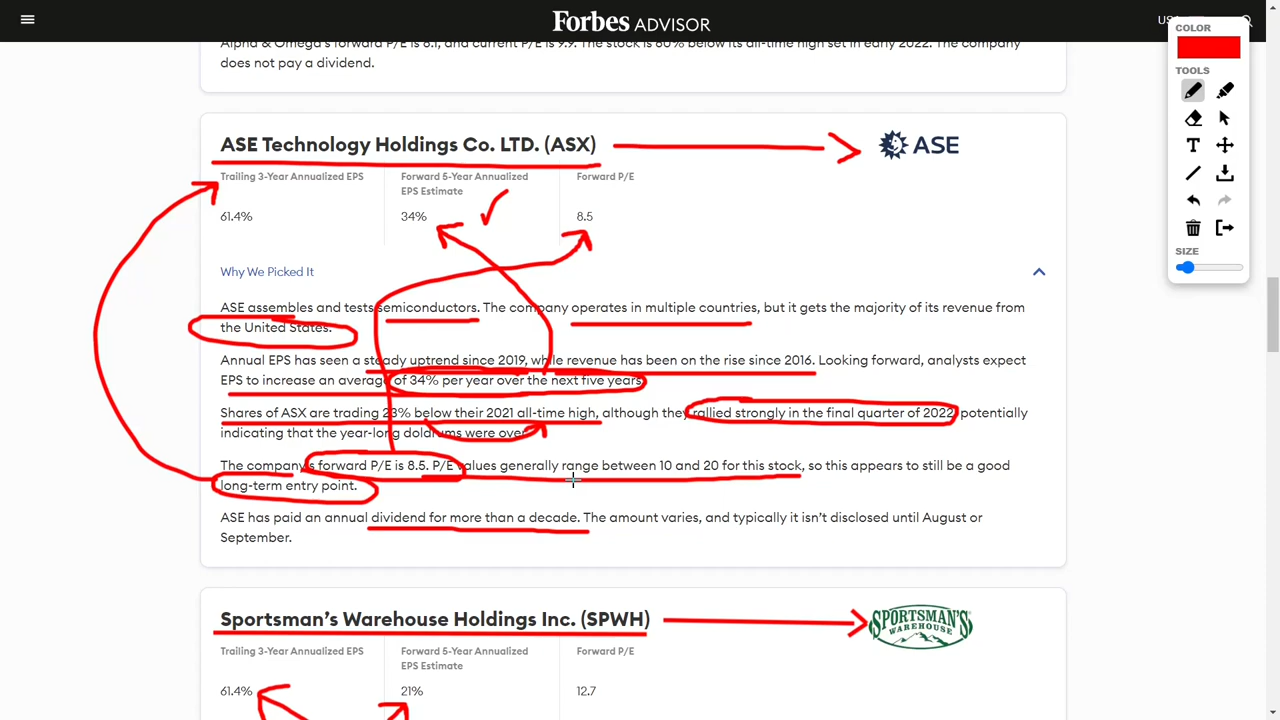 Forbes ADVISOR
US
COLOR
TOOLS
T
SIZE
Alpha & Omega's forward P/E is 6.1, and current P/E is 9.9. The stock is 60% below its all-time high set in early 2022. The company
does not pay a dividend.
ASE Technology Holdings Co. LTD. (ASX)
ASE
Trailing 3-Year Annualized EPS
Forward 5-Year Annualized
EPS Estimate
Forward P/E
61.4%
34%
8.5
Why We Picked It
ASE assembles and tests semiconductors. The company operates in multiple countries, but it gets the majority of its revenue from
the United States.
Annual EPS has seen a steady uptrend since 2019, while revenue has been on the rise since 2016. Looking forward, analysts expect
EPS to increase an average of 34% per year over the next five years.
Shares of ASX are trading 23% below their 2021 all-time high, although they rallied strongly in the final quarter of 2022, potentially
indicating that the year-long doldrums were over.
The company's forward P/E is 8.5. P/E values generally range between 10 and 20 for this stock, so this appears to still be a good
long-term entry point.
ASE has paid an annual dividend for more than a decade. The amount varies, and typically it isn't disclosed until August or
September.
Sportsman's Warehouse Holdings Inc. (SPWH)
SPORTSMAN'S
WAREHOUSE
Trailing 3-Year Annualized EPS
Forward 5-Year Annualized
EPS Estimate
Forward P/E
61.4%
21%
12.7